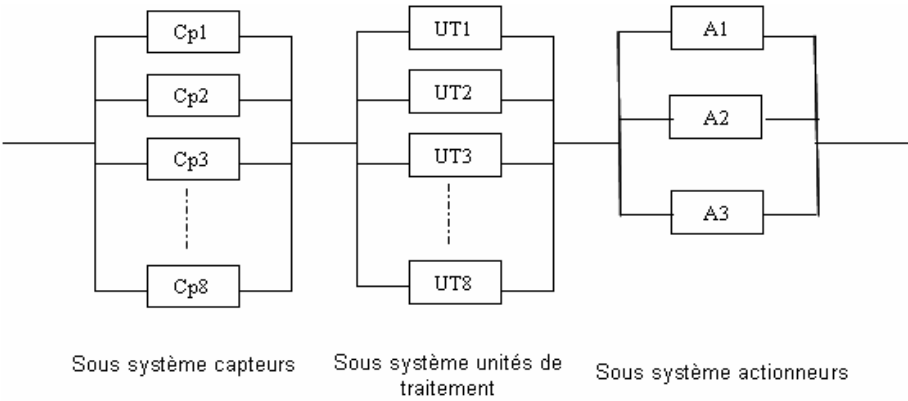 Cp1
Cp2
Cp3
Cp8
UT1
UT2
UT3
UT8
A1
A2
A3
Sous système capteurs
Sous système unités de
traitement
Sous système actionneurs